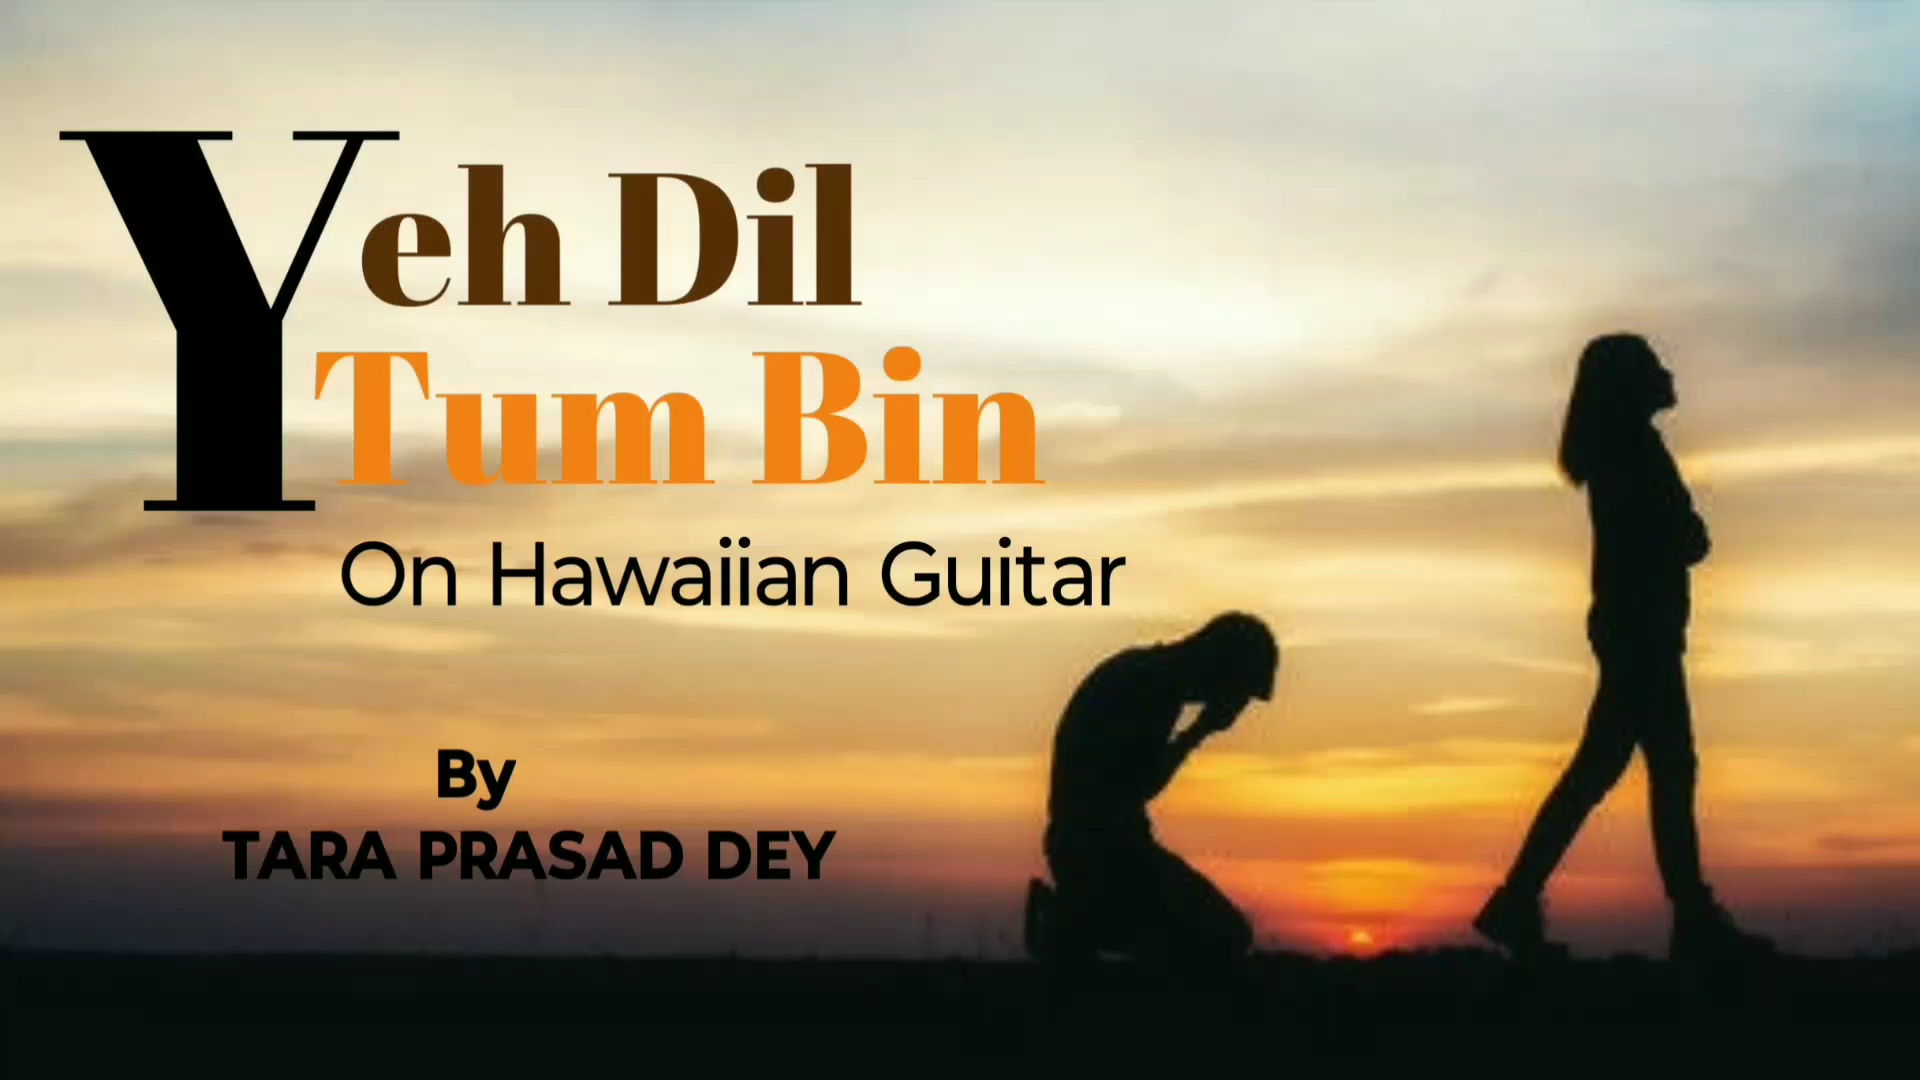 Yeh Dil
Tum Bin
On Hawaiian Guitar
By
TARA PRASAD DEY